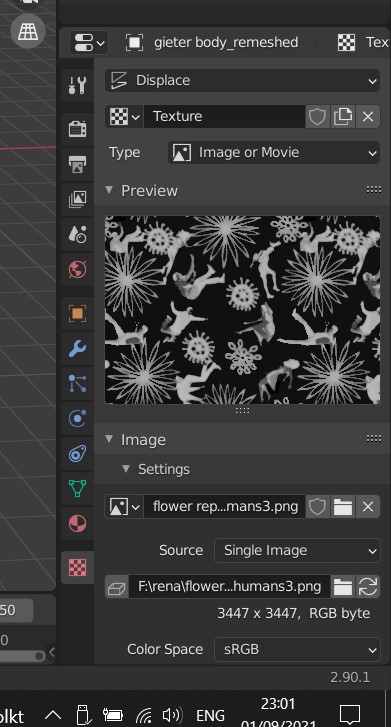 gieter body_remeshed Tex
Displace
Texture
Type Image or Movie
Preview
Image
Settings
flower rep...mans3.png
Source Single Image
F:\rena\flower...humans3.png
3447 x 3447, RGB byte
50
Color Space sRGB
0
2.90.1
olkt ENG 23:01
01/09/2021